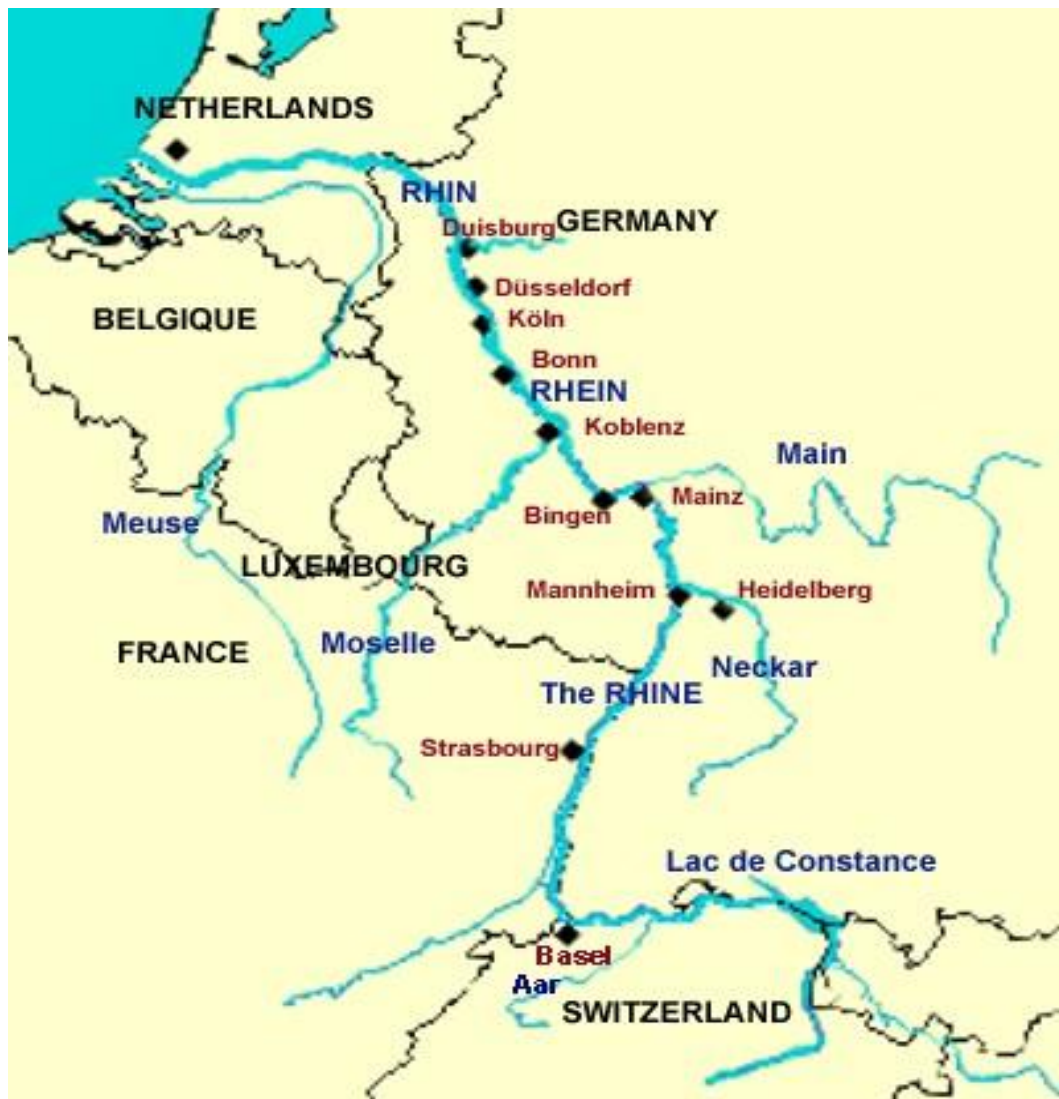 NETHERLANDS
RHIN
Duisburg
GERMANY
Düsseldorf
BELGIQUE
Köln
Bonn
RHEIN
Koblenz
Main
Mainz
Bingen
Meuse
LUXEMBOURG
Mannheim
Heidelberg
FRANCE
Moselle
Neckar
The RHINE
Strasbourg
Lac de Constance
Basel
Aar
SWITZERLAND